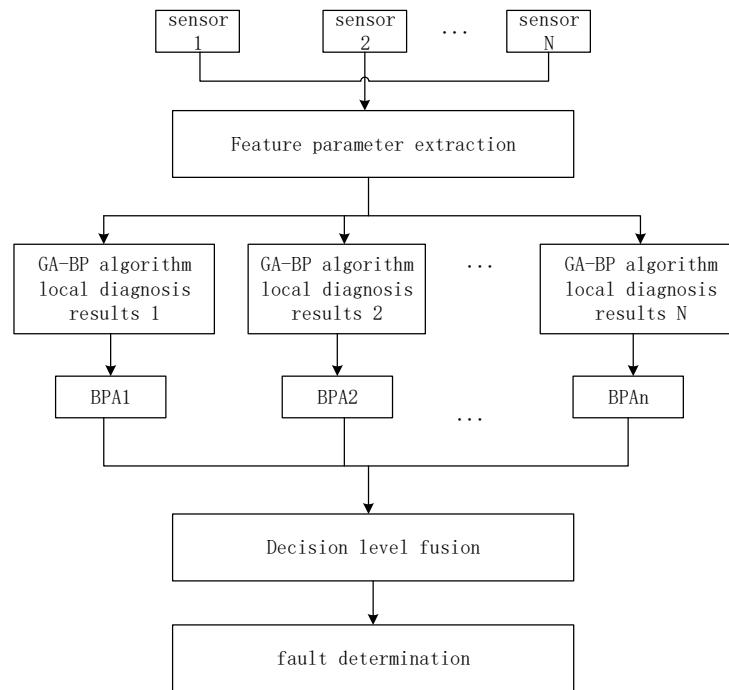 sensor
1
sensor
2
...
sensor
N
Feature parameter extraction
GA-BP algorithm
local diagnosis
results 1
GA-BP algorithm
local diagnosis
results 2
...
GA-BP algorithm
local diagnosis
results N
BPA1
BPA2
...
BPAn
Decision level fusion
fault determination